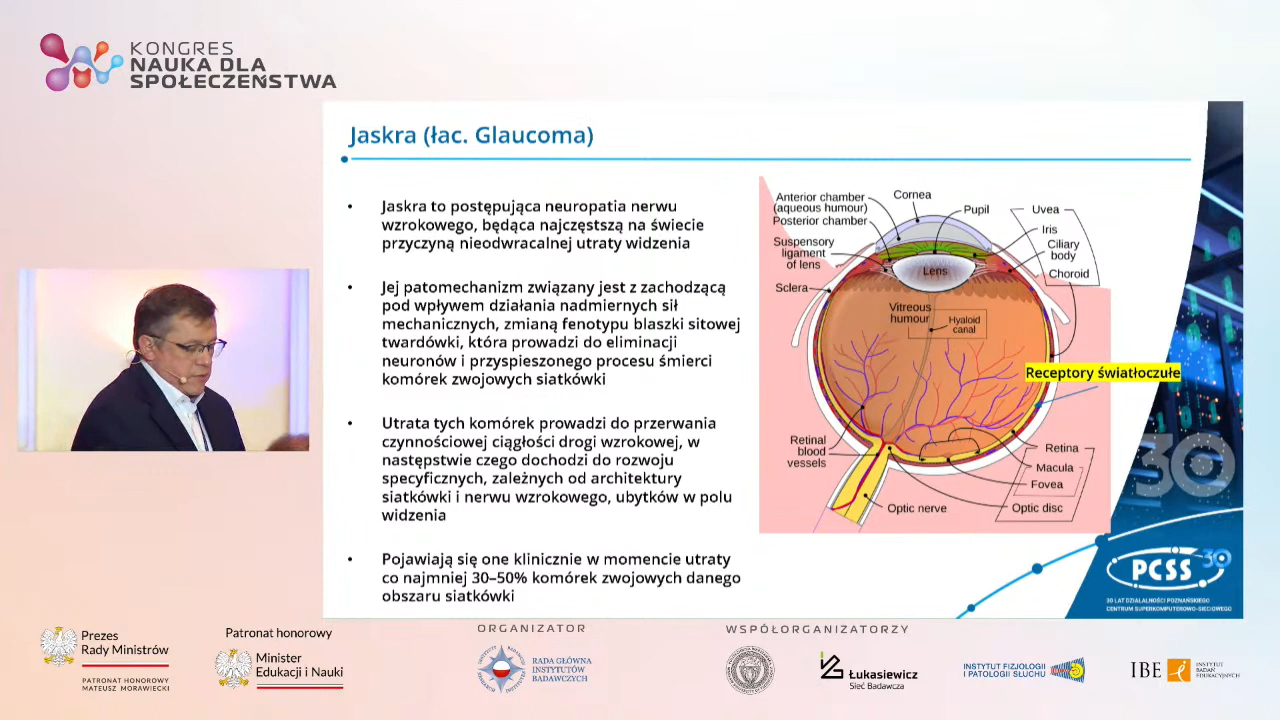 KONGRES
NAUKA DLA
SPOŁECZEŃSTWA
Jaskra (łac. Glaucoma)
• Jaskra to postępująca neuropatia nerwu
wzrokowego, będąca najczęstszą na świecie
przyczyną nieodwracalnej utraty widzenia
• Jej patomechanizm związany jest z zachodzącą
pod wpływem działania nadmiernych sił
mechanicznych, zmianą fenotypu blaszki sitowej
twardówki, która prowadzi do eliminacji
neuronów i przyspieszonego procesu śmierci
komórek zwojowych siatkówki
• Utrata tych komórek prowadzi do przerwania
czynnościowej ciągłości drogi wzrokowej, w
następstwie czego dochodzi do rozwoju
specyficznych, zależnych od architektury
siatkówki i nerwu wzrokowego, ubytków w polu
widzenia
• Pojawiają się one klinicznie w momencie utraty
co najmniej 30–50% komórek zwojowych danego
obszaru siatkówki
Anterior chamber
(aqueous humour)
Posterior chamber
Suspensory
ligament
of lens
Sclera
Cornea
Pupil
Uvea
Iris
Ciliary
body
Choroid
Lens
Vitreous
humour
Hyaloid
canal
Receptory światłoczułe
Retinal
blood
vessels
Retina
Macula
Fovea
Optic nerve
Optic disc
30
PCSS 30
30 LAT DZIAŁALNOŚCI POZNAŃSKIEGO
CENTRUM SUPERKOMPUTEROWO-SIECIOWEGO
Prezes
Rady Ministrów
PATRONAT HONOROWY
MATEUSZ MORAWIECKI
Patronat honorowy
Minister
Edukacji i Nauki
ORGANIZATOR
RADA GŁÓWNA
INSTYTUTÓW
BADAWCZYCH
WSPÓŁORGANIZATORZY
Łukasiewicz
Sieć Badawcza
INSTYTUT FIZJOLOGII
I PATOLOGII SŁUCHU
IBE
INSTYTUT
BADAŃ
EDUKACYJNYCH